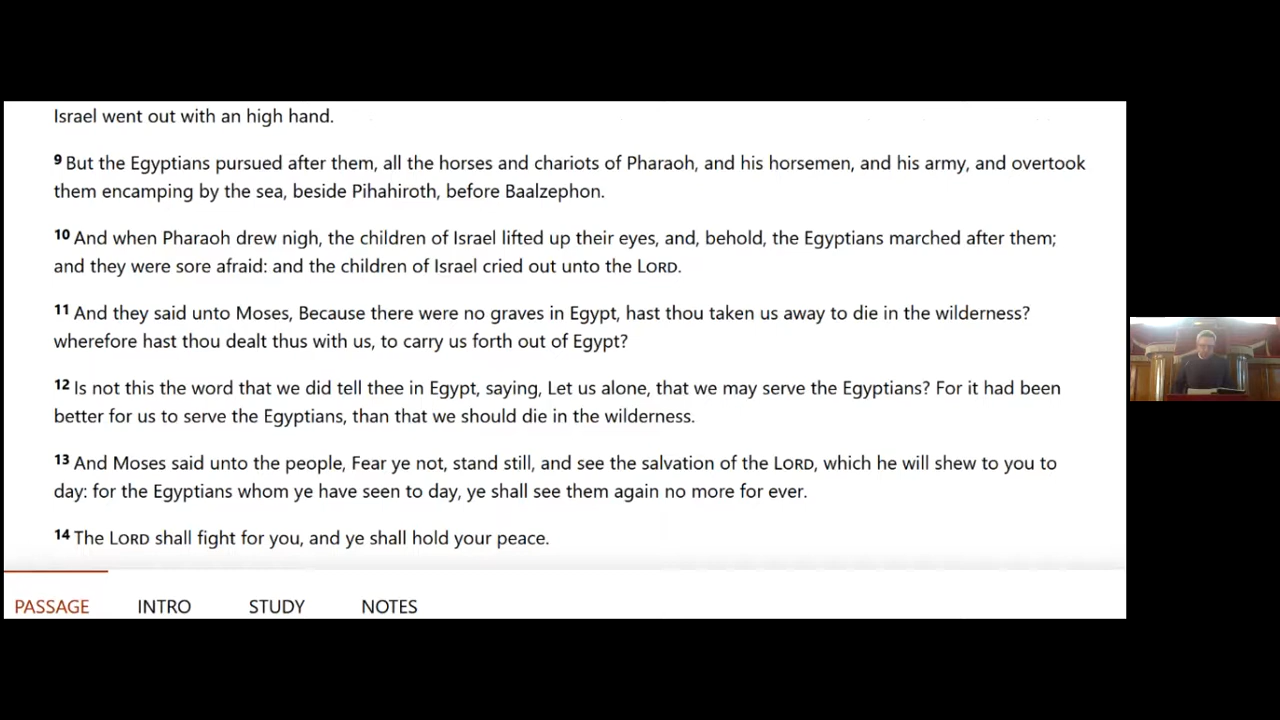 Israel went out with an high hand.
9 But the Egyptians pursued after them, all the horses and chariots of Pharaoh, and his horsemen, and his army, and overtook
them encamping by the sea, beside Pihahiroth, before Baalzephon.
10 And when Pharaoh drew nigh, the children of Israel lifted up their eyes, and, behold, the Egyptians marched after them;
and they were sore afraid: and the children of Israel cried out unto the LORD.
11 And they said unto Moses, Because there were no graves in Egypt, hast thou taken us away to die in the wilderness?
wherefore hast thou dealt thus with us, to carry us forth out of Egypt?
12 Is not this the word that we did tell thee in Egypt, saying, Let us alone, that we may serve the Egyptians? For it had been
better for us to serve the Egyptians, than that we should die in the wilderness.
13 And Moses said unto the people, Fear ye not, stand still, and see the salvation of the LORD, which he will shew to you to
day: for the Egyptians whom ye have seen to day, ye shall see them again no more for ever.
14 The LORD shall fight for you, and ye shall hold your peace.
PASSAGE INTRO STUDY NOTES